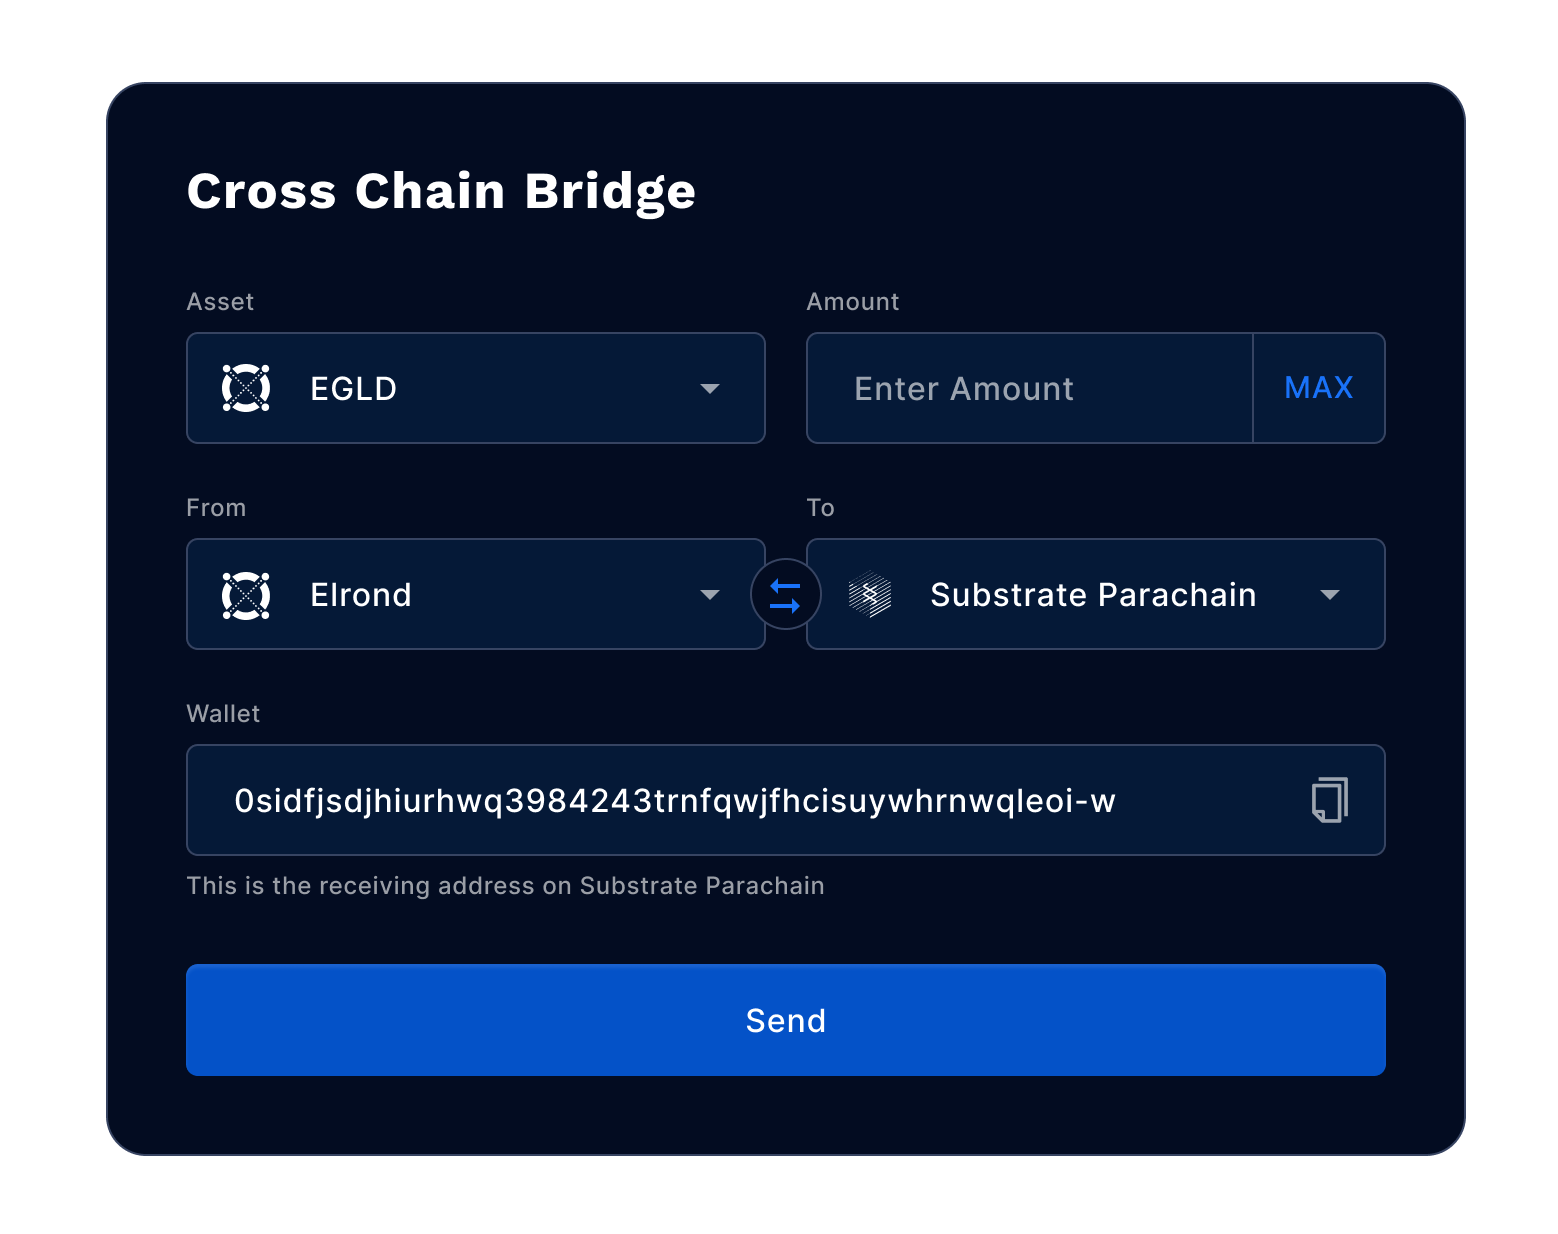 Cross Chain Bridge
Asset
Amount
EGLD
Enter Amount
MAX
From
To
Elrond
Substrate Parachain
Wallet
0sidfjsdjhiurhwq3984243trnfqwjfhcisuywhrnwqleoi-w
This is the receiving address on Substrate Parachain
Send